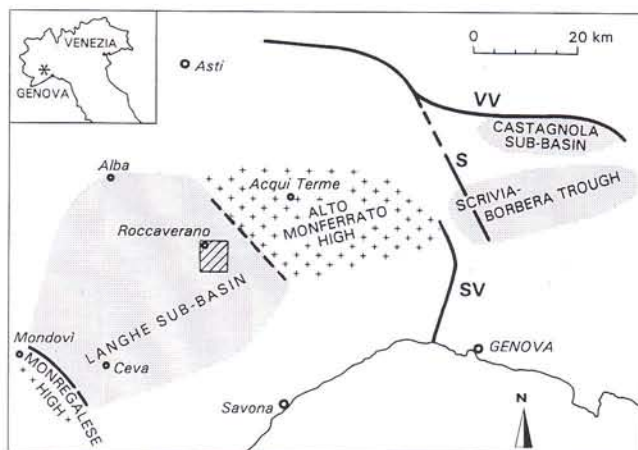 VENEZIA
GENOVA
Asti
0 20 km
VV
CASTAGNOLA
SUB-BASIN
S
SCRIVIA-
BORBERA TROUGH
Alba
Acqui Terme
ALTO
MONFERRATO
HIGH
Roccaverano
LANGHE SUB-BASIN
SV
Mondovì
MONREGALESE
HIGH
Ceva
GENOVA
Savona
N